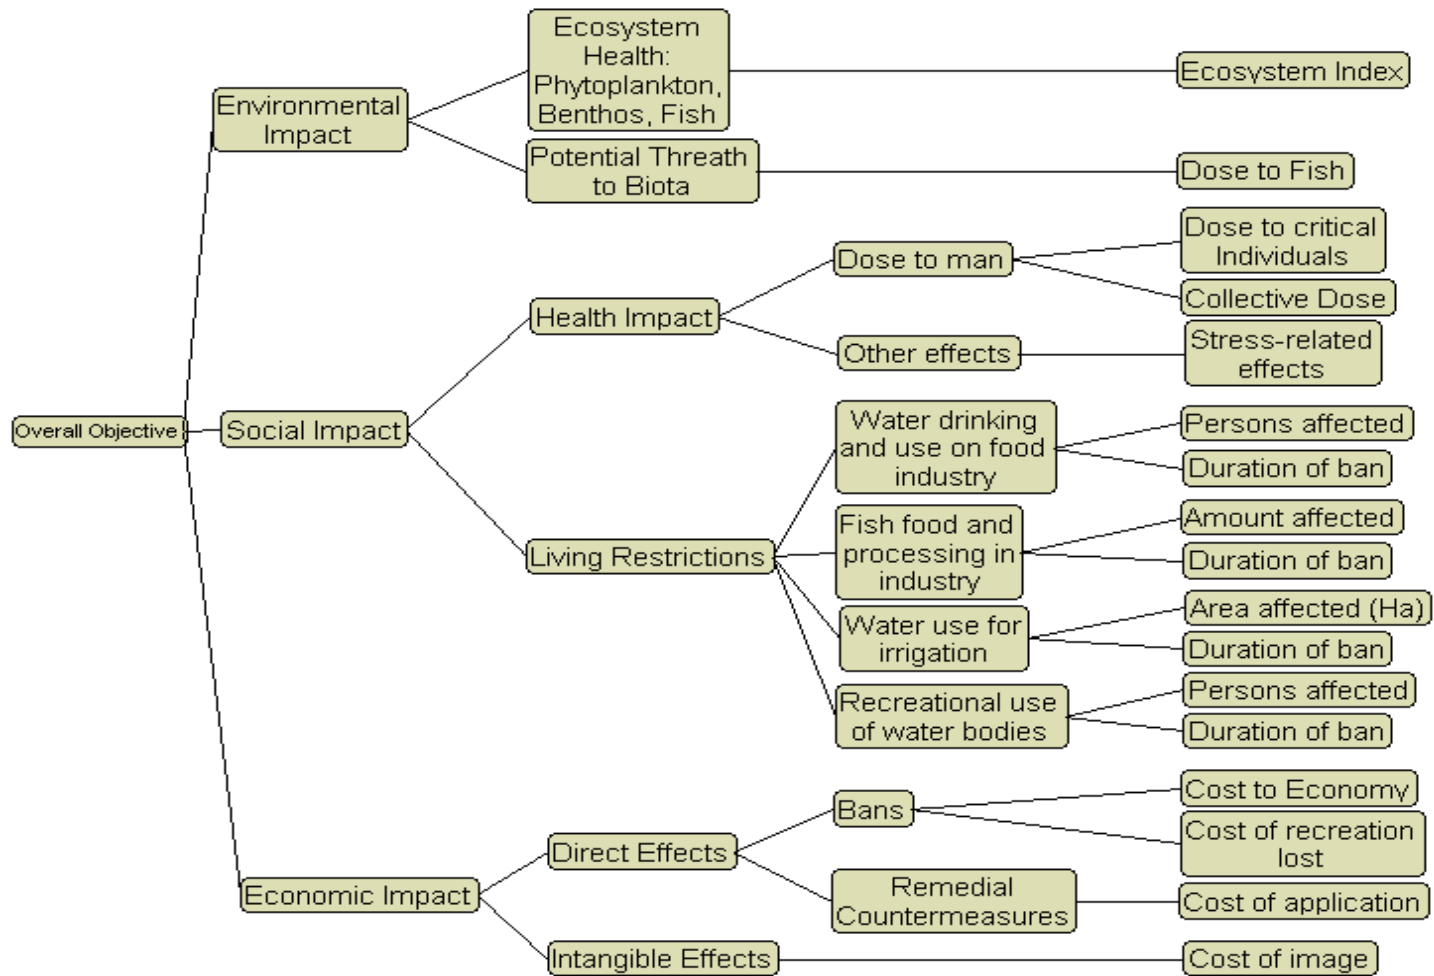 Overall Objective
Environmental
Impact
Ecosystem
Health:
Phytoplankton,
Benthos, Fish
Ecosystem Index
Potential Threath
to Biota
Dose to Fish
Social Impact
Health Impact
Dose to man
Dose to critical
Individuals
Collective Dose
Other effects
Stress-related
effects
Living Restrictions
Water drinking
and use on food
industry
Persons affected
Duration of ban
Fish food and
processing in
industry
Amount affected
Duration of ban
Water use for
irrigation
Area affected (Ha)
Duration of ban
Recreational use
of water bodies
Persons affected
Duration of ban
Economic Impact
Direct Effects
Bans
Cost to Economy
Cost of recreation
lost
Remedial
Countermeasures
Cost of application
Intangible Effects
Cost of image